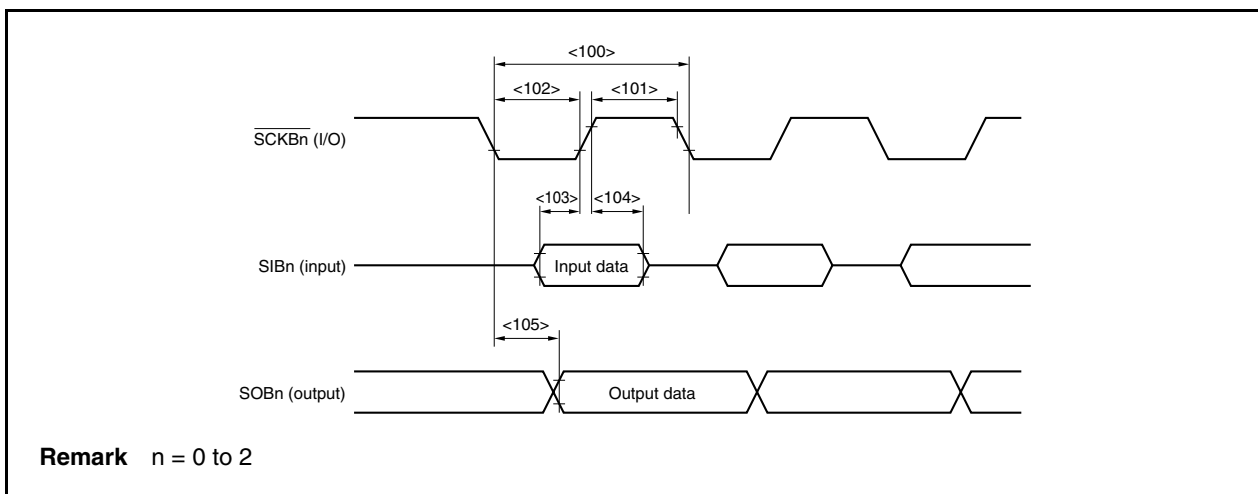 <100>
<102> <101>
SCKBn (I/O)
<103> <104>
SIBn (input) Input data
<105>
SOBn (output) Output data
Remark n = 0 to 2